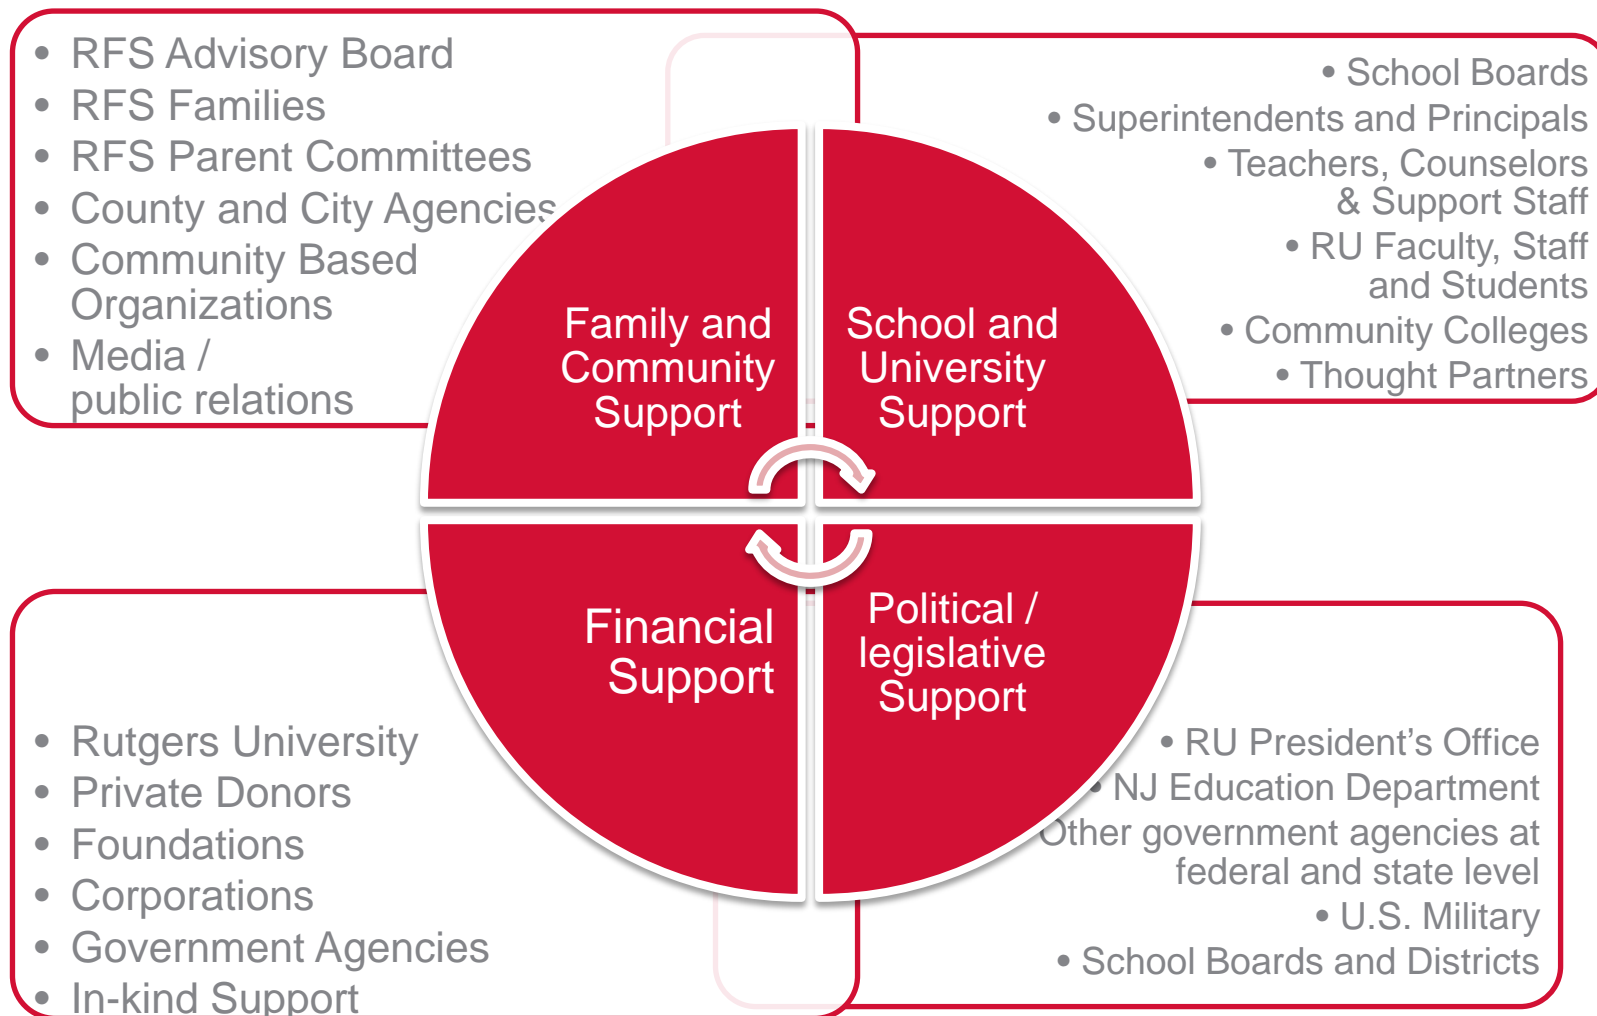 • RFS Advisory Board
• RFS Families
• RFS Parent Committees
• County and City Agencies
• Community Based
Organizations
• Media /
public relations
• School Boards
• Superintendents and Principals
• Teachers, Counselors
& Support Staff
• RU Faculty, Staff
and Students
• Community Colleges
• Thought Partners
Family and
Community
Support
School and
University
Support
Financial
Support
Political /
legislative
Support
• Rutgers University
• Private Donors
• Foundations
• Corporations
• Government Agencies
• In-kind Support
• RU President’s Office
• NJ Education Department
Other government agencies at
federal and state level
• U.S. Military
• School Boards and Districts